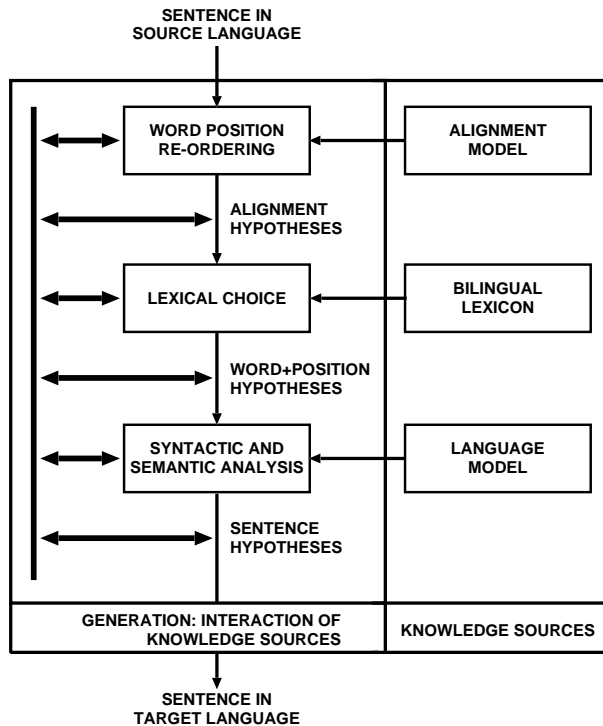 SENTENCE IN
SOURCE LANGUAGE
WORD POSITION
RE-ORDERING
ALIGNMENT
MODEL
ALIGNMENT
HYPOTHESES
LEXICAL CHOICE
BILINGUAL
LEXICON
WORD+POSITION
HYPOTHESES
SYNTACTIC AND
SEMANTIC ANALYSIS
LANGUAGE
MODEL
SENTENCE
HYPOTHESES
GENERATION: INTERACTION OF
KNOWLEDGE SOURCES
KNOWLEDGE SOURCES
SENTENCE IN
TARGET LANGUAGE